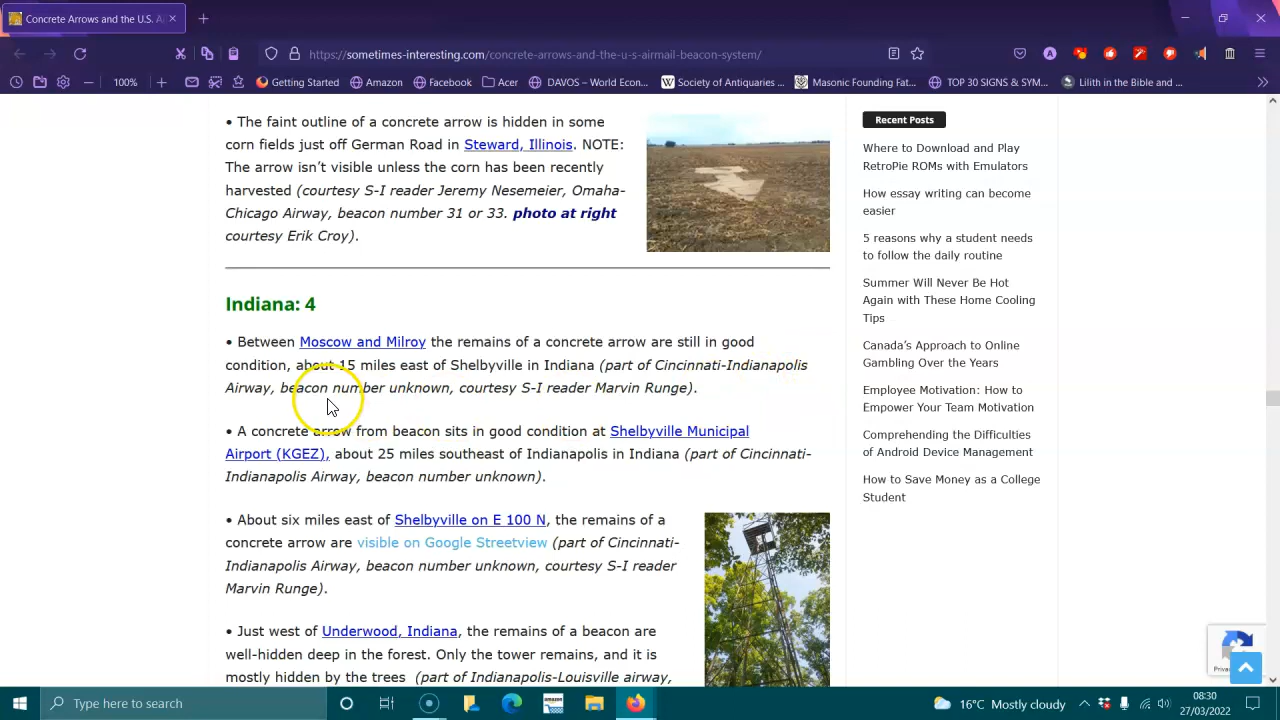 Concrete Arrows and the U.S. Ai
https://sometimes-interesting.com/concrete-arrows-and-the-u-s-airmail-beacon-system/
100%
Getting Started
Amazon
Facebook
Acer
DAVOS – World Econ...
Society of Antiquaries ...
Masonic Founding Fat...
TOP 30 SIGNS & SYM...
Lilith in the Bible and ...
• The faint outline of a concrete arrow is hidden in some
corn fields just off German Road in Steward, Illinois. NOTE:
The arrow isn’t visible unless the corn has been recently
harvested (courtesy S-I reader Jeremy Nesemeier, Omaha-
Chicago Airway, beacon number 31 or 33. photo at right
courtesy Erik Croy).
Indiana: 4
• Between Moscow and Milroy the remains of a concrete arrow are still in good
condition, about 15 miles east of Shelbyville in Indiana (part of Cincinnati-Indianapolis
Airway, beacon number unknown, courtesy S-I reader Marvin Runge).
• A concrete arrow from beacon sits in good condition at Shelbyville Municipal
Airport (KGEZ), about 25 miles southeast of Indianapolis in Indiana (part of Cincinnati-
Indianapolis Airway, beacon number unknown).
• About six miles east of Shelbyville on E 100 N, the remains of a
concrete arrow are visible on Google Streetview (part of Cincinnati-
Indianapolis Airway, beacon number unknown, courtesy S-I reader
Marvin Runge).
• Just west of Underwood, Indiana, the remains of a beacon are
well-hidden deep in the forest. Only the tower remains, and it is
mostly hidden by the trees (part of Indianapolis-Louisville airway,
Recent Posts
Where to Download and Play
RetroPie ROMs with Emulators
How essay writing can become
easier
5 reasons why a student needs
to follow the daily routine
Summer Will Never Be Hot
Again with These Home Cooling
Tips
Canada’s Approach to Online
Gambling Over the Years
Employee Motivation: How to
Empower Your Team Motivation
Comprehending the Difficulties
of Android Device Management
How to Save Money as a College
Student
Type here to search
16°C Mostly cloudy
08:30
27/03/2022